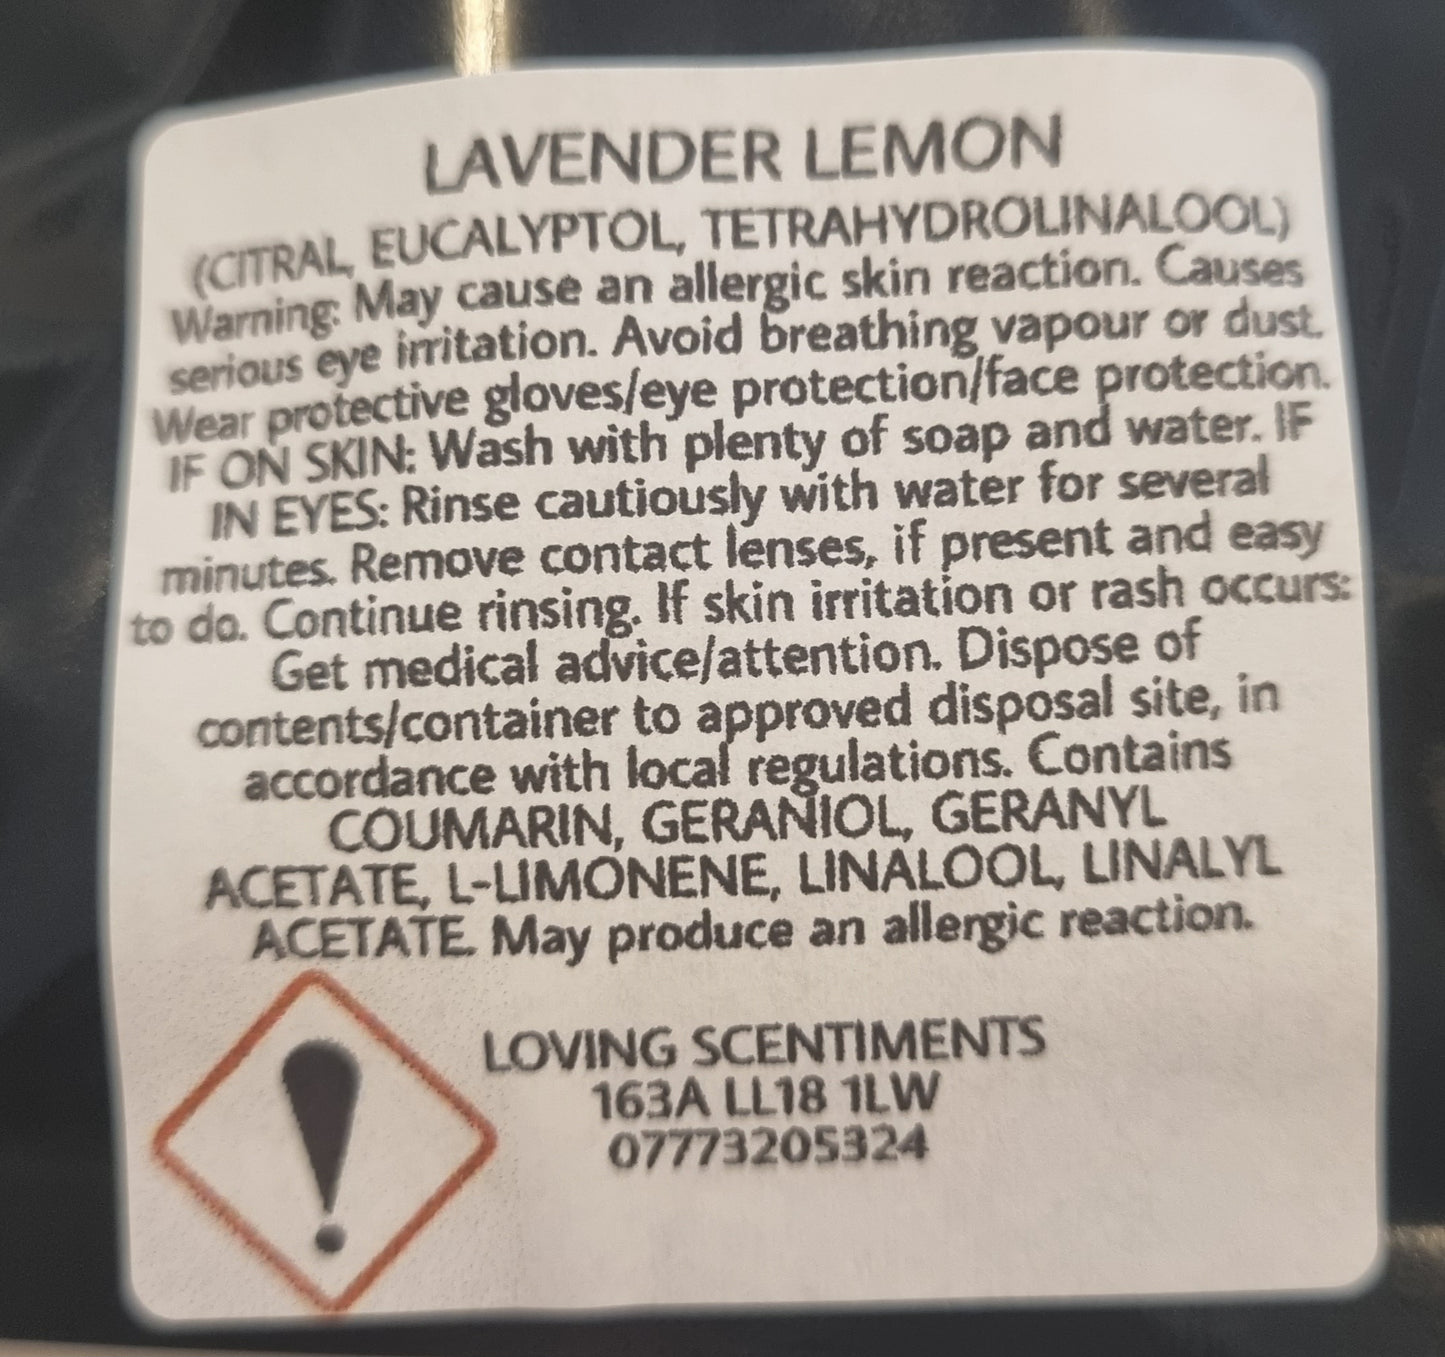 LAVENDER LEMON
(CITRAL, EUCALYPTOL, TETRAHYDROLINALOOL)
Warning: May cause an allergic skin reaction. Causes
serious eye irritation. Avoid breathing vapour or dust.
Wear protective gloves/eye protection/face protection.
IF ON SKIN: Wash with plenty of soap and water. IF
IN EYES: Rinse cautiously with water for several
minutes. Remove contact lenses, if present and easy
to do. Continue rinsing. If skin irritation or rash occurs:
Get medical advice/attention. Dispose of
contents/container to approved disposal site, in
accordance with local regulations. Contains
COUMARIN, GERANIOL, GERANYL
ACETATE, L-LIMONENE, LINALOOL, LINALYL
ACETATE. May produce an allergic reaction.
LOVING SCENTIMENTS
163A LL18 1LW
07773205324